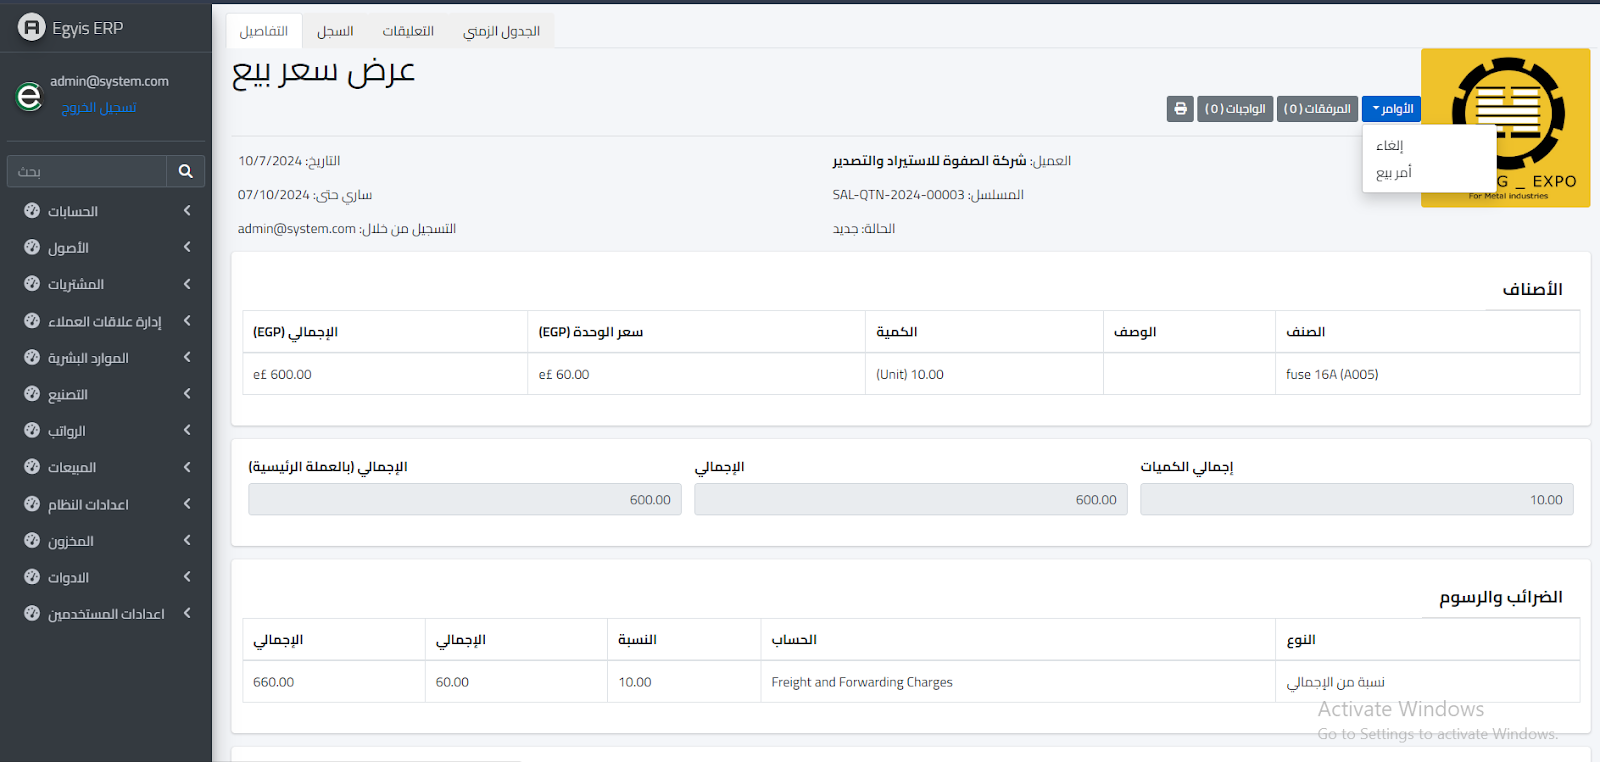 Egyis ERP
admin@system.com
تسجيل الخروج
بحث
الحسابات
الأصول
المشتريات
إدارة علاقات العملاء
الموارد البشرية
التصنيع
الرواتب
المبيعات
اعدادات النظام
المخزون
الادوات
اعدادات المستخدمين
التفاصيل
السجل
التعليقات
الجدول الزمني
عرض سعر بيع
الأوامر
المرفقات ( 0 )
الواجبات ( 0 )
إلغاء
أمر بيع
G _ EXPO
For Metal industries
العميل: شركة الصفوة للاستيراد والتصدير
التاريخ: 10/7/2024
المسلسل: SAL-QTN-2024-00003
ساري حتى: 07/10/2024
الحالة: جديد
التسجيل من خلال: admin@system.com
الأصناف
الصنف الوصف الكمية سعر الوحدة (EGP) الإجمالي (EGP)
fuse 16A (A005) (Unit) 10.00 e£ 60.00 e£ 600.00
إجمالي الكميات الإجمالي الإجمالي (بالعملة الرئيسية)
10.00 600.00 600.00
الضرائب والرسوم
النوع الحساب النسبة الإجمالي الإجمالي
نسبة من الإجمالي Freight and Forwarding Charges 10.00 60.00 660.00
Activate Windows
Go to Settings to activate Windows.